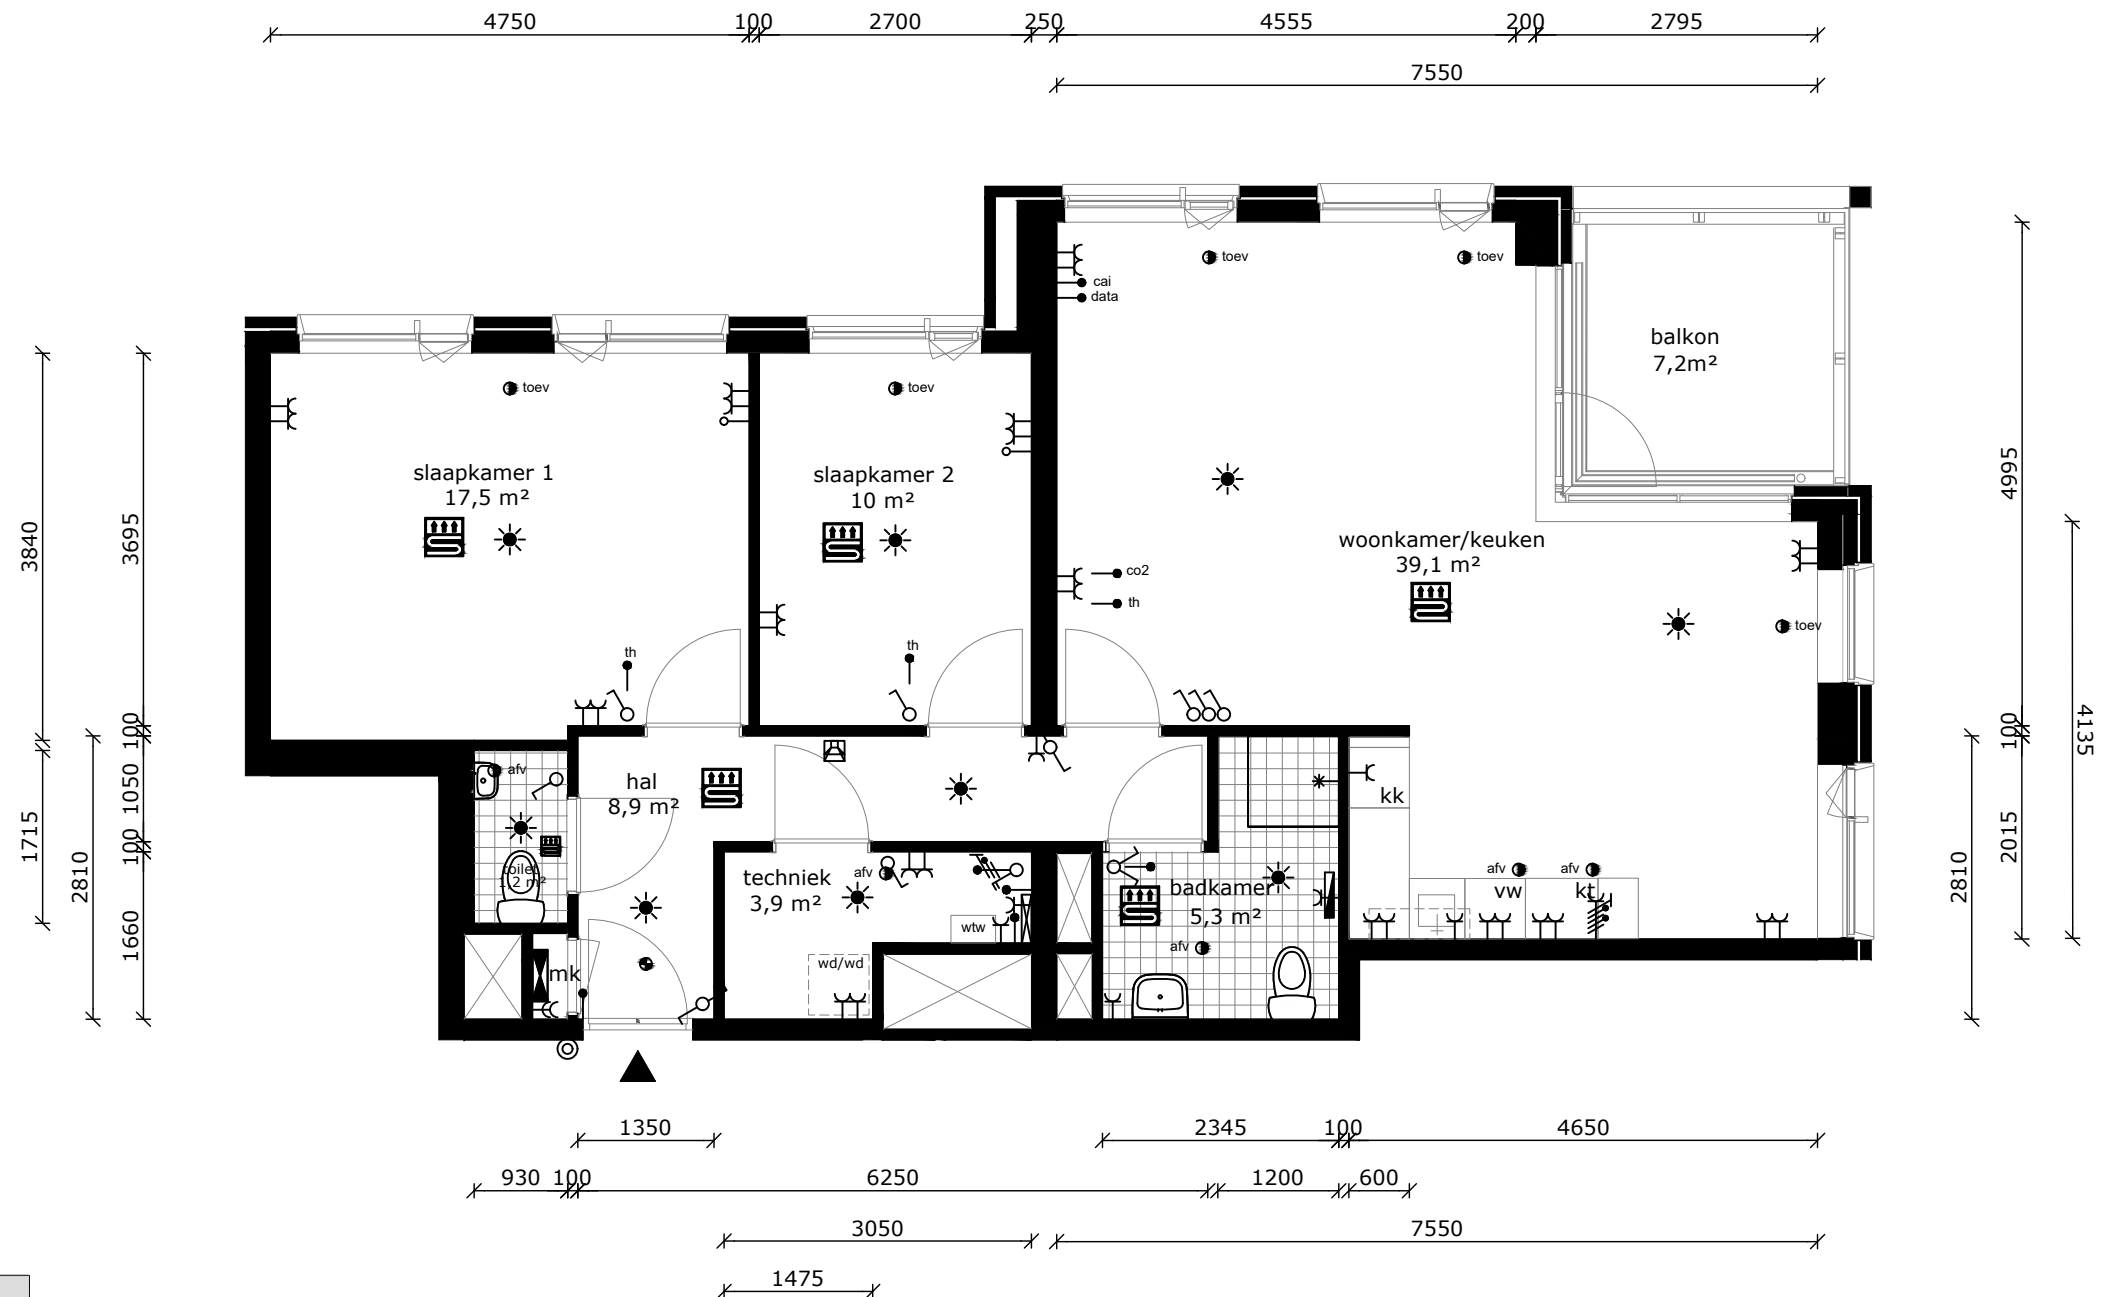 4750 100 2700 250 4555 200 2795
7550
toev toev
cai
data
balkon
7,2m²
toev toev
slaapkamer 1
17,5 m²
slaapkamer 2
10 m²
woonkamer/keuken
39,1 m²
co2
th
toev
th th
3840 3695 4995 4135
100 1050 100 1660
1715 2810
100 2015 2810
afv
hal
8,9 m²
kk
toilet
1,2 m²
techniek
3,9 m²
afv
badkamer
5,3 m²
afv afv
vw kt
wtw
afv
wd/wd
mk
1350 2345 100 4650
930 100 6250 1200 600
3050 7550
1475